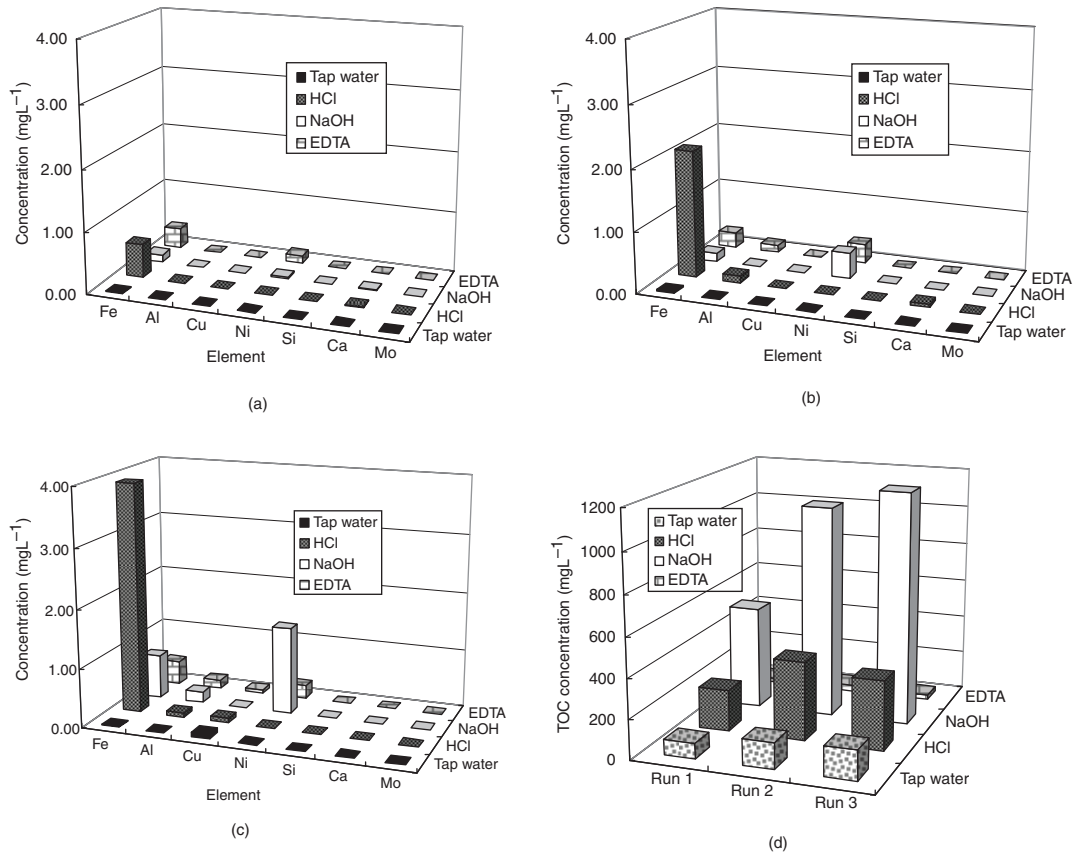 4.00
3.00
2.00
1.00
0.00
Concentration (mgL⁻¹)
Tap water
HCl
NaOH
EDTA
Fe
Al
Cu
Ni
Si
Ca
Mo
Element
EDTA
NaOH
HCl
Tap water
(a)
4.00
3.00
2.00
1.00
0.00
Concentration (mgL⁻¹)
Tap water
HCl
NaOH
EDTA
Fe
Al
Cu
Ni
Si
Ca
Mo
Element
EDTA
NaOH
HCl
Tap water
(b)
4.00
3.00
2.00
1.00
0.00
Concentration (mgL⁻¹)
Tap water
HCl
NaOH
EDTA
Fe
Al
Cu
Ni
Si
Ca
Mo
Element
EDTA
NaOH
HCl
Tap water
(c)
1200
1000
800
600
400
200
0
TOC concentration (mgL⁻¹)
Tap water
HCl
NaOH
EDTA
Run 1
Run 2
Run 3
EDTA
NaOH
HCl
Tap water
(d)